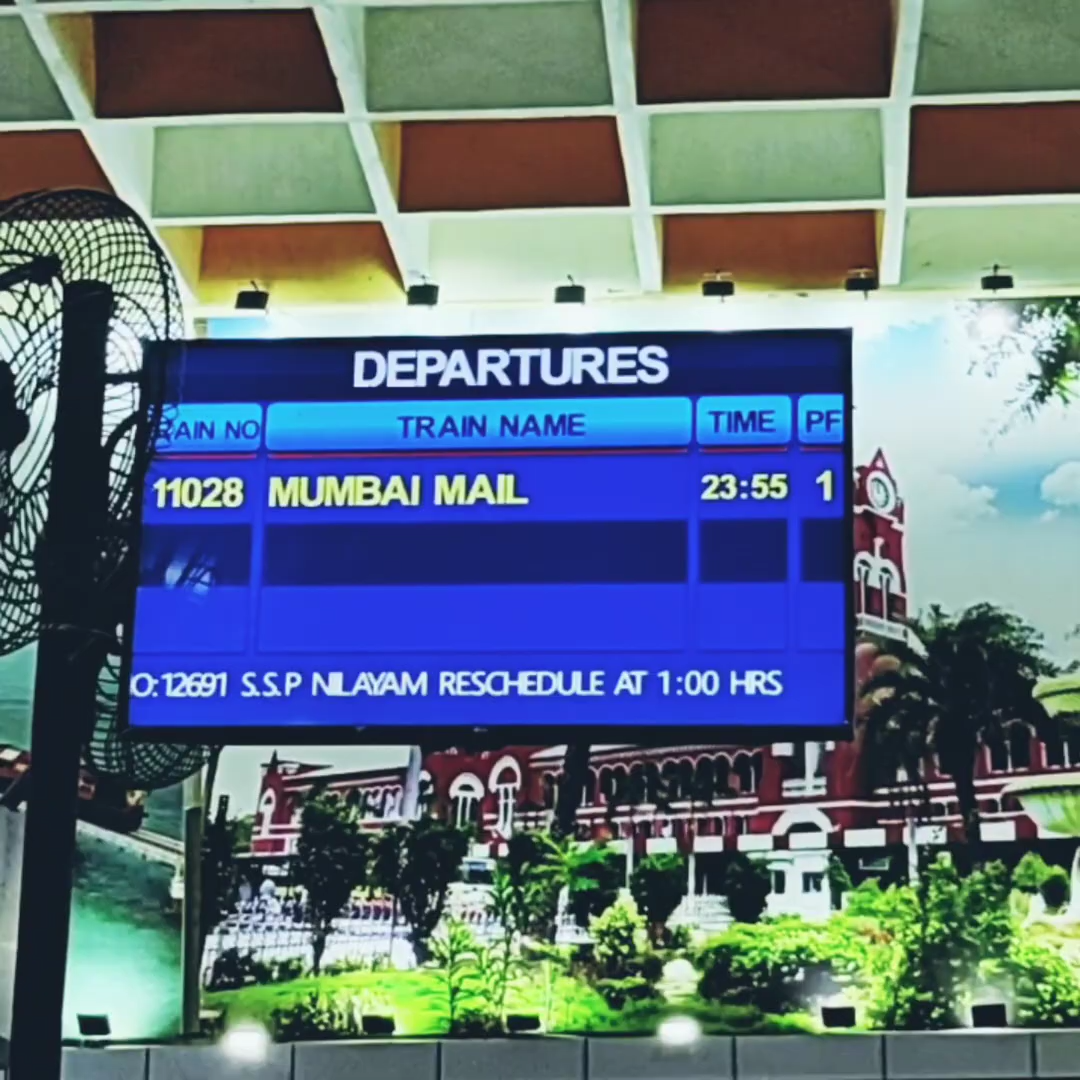 DEPARTURES
TRAIN NO TRAIN NAME TIME PF
11028 MUMBAI MAIL 23:55 1
O:12691 S.S.P NILAYAM RESCHEDULE AT 1:00 HRS